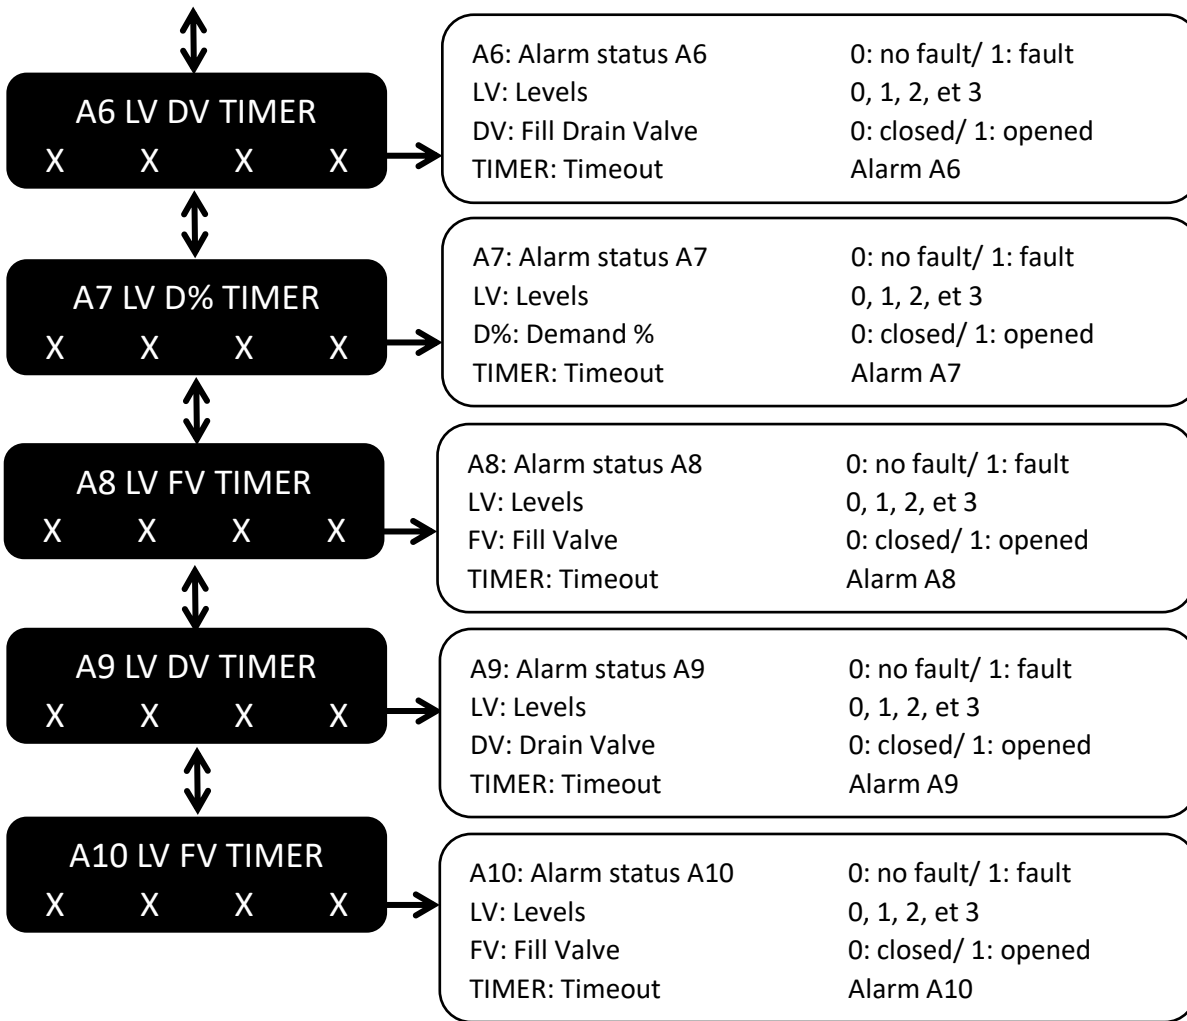 A6 LV DV TIMER
X X X X
A6: Alarm status A6 0: no fault/ 1: fault
LV: Levels 0, 1, 2, et 3
DV: Fill Drain Valve 0: closed/ 1: opened
TIMER: Timeout Alarm A6
A7 LV D% TIMER
X X X X
A7: Alarm status A7 0: no fault/ 1: fault
LV: Levels 0, 1, 2, et 3
D%: Demand % 0: closed/ 1: opened
TIMER: Timeout Alarm A7
A8 LV FV TIMER
X X X X
A8: Alarm status A8 0: no fault/ 1: fault
LV: Levels 0, 1, 2, et 3
FV: Fill Valve 0: closed/ 1: opened
TIMER: Timeout Alarm A8
A9 LV DV TIMER
X X X X
A9: Alarm status A9 0: no fault/ 1: fault
LV: Levels 0, 1, 2, et 3
DV: Drain Valve 0: closed/ 1: opened
TIMER: Timeout Alarm A9
A10 LV FV TIMER
X X X X
A10: Alarm status A10 0: no fault/ 1: fault
LV: Levels 0, 1, 2, et 3
FV: Fill Valve 0: closed/ 1: opened
TIMER: Timeout Alarm A10